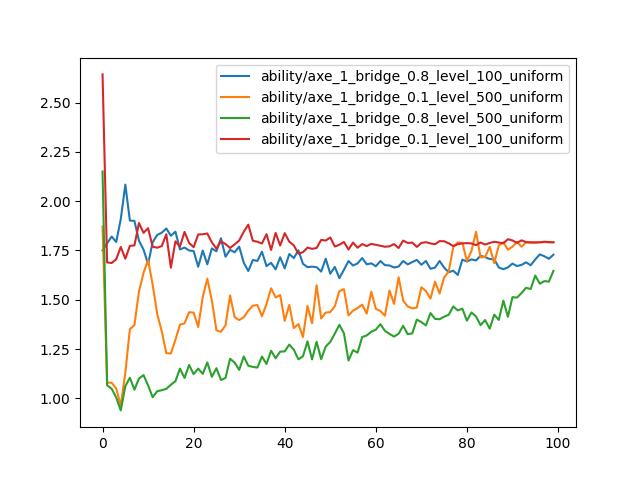 ability/axe_1_bridge_0.8_level_100_uniform
ability/axe_1_bridge_0.1_level_500_uniform
ability/axe_1_bridge_0.8_level_500_uniform
ability/axe_1_bridge_0.1_level_100_uniform
2.50
2.25
2.00
1.75
1.50
1.25
1.00
0 20 40 60 80 100